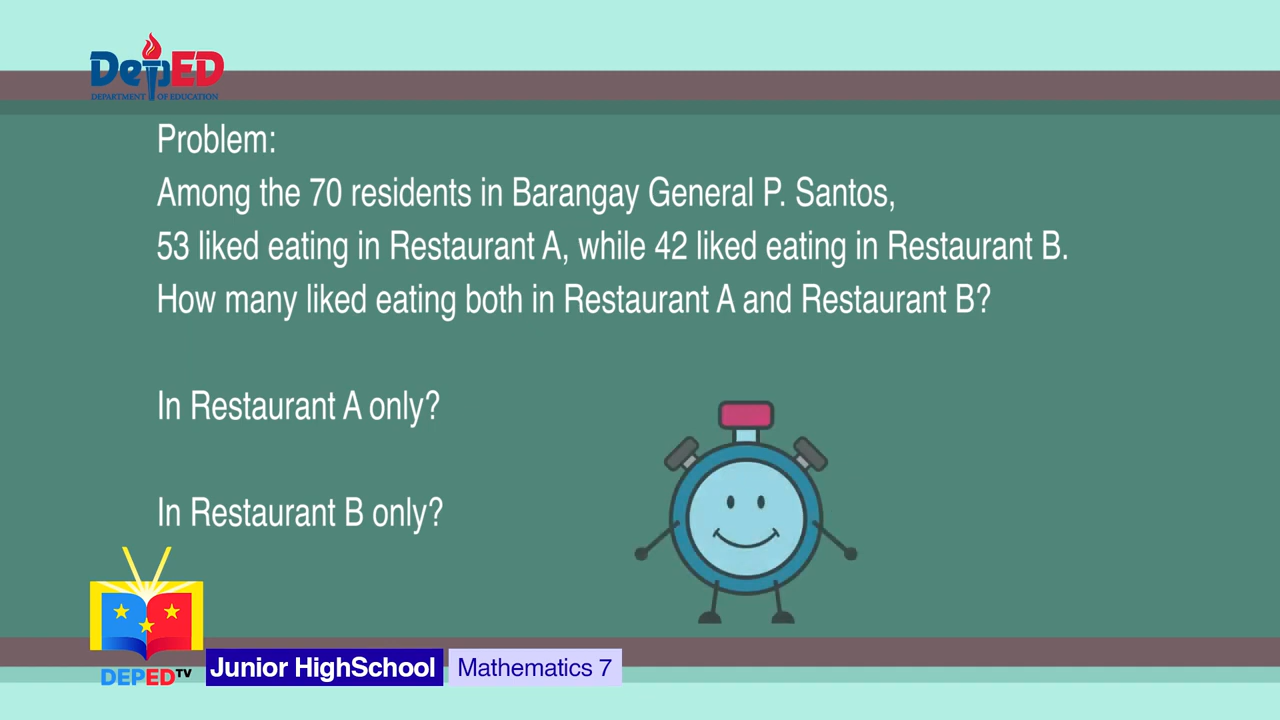 DepED
DEPARTMENT OF EDUCATION
Problem:
Among the 70 residents in Barangay General P. Santos,
53 liked eating in Restaurant A, while 42 liked eating in Restaurant B.
How many liked eating both in Restaurant A and Restaurant B?
In Restaurant A only?
In Restaurant B only?
DEPED TV
Junior HighSchool
Mathematics 7